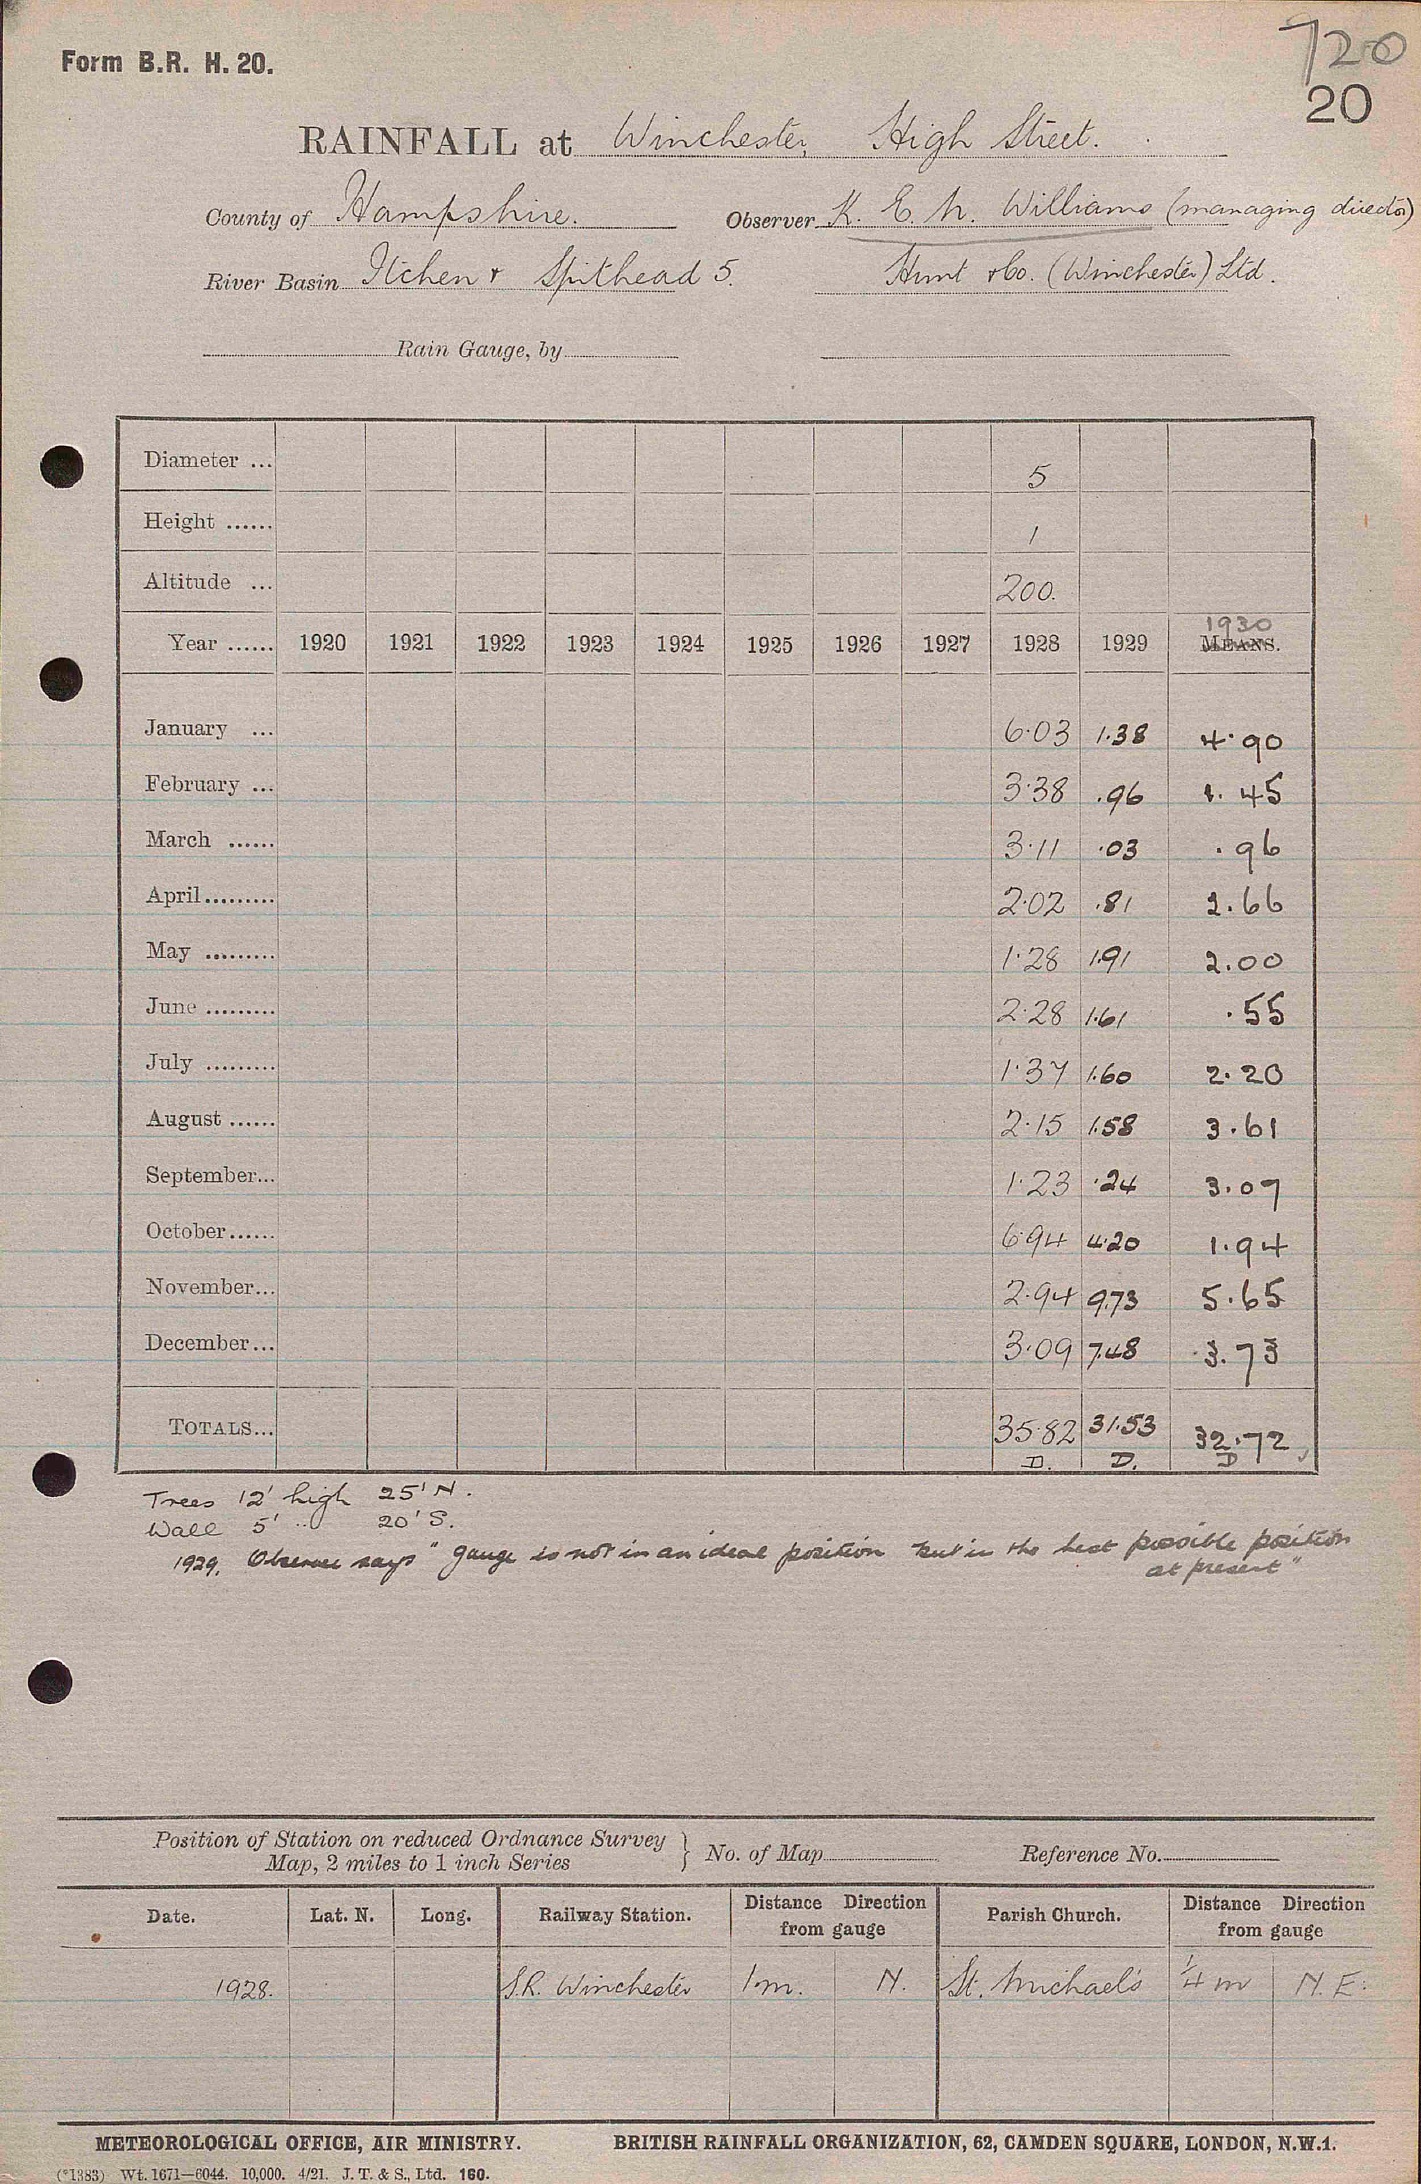 Form B.R. H. 20.
720
20
RAINFALL at Winchester, High Street.
County of Hampshire. Observer K. E. N. Williams (managing director)
River Basin Itchen & Spithead 5. Hunt & Co. (Winchester) Ltd.
Rain Gauge, by
Diameter ... 5
Height ...... 1
Altitude ... 200.
1930
Year ...... 1920 1921 1922 1923 1924 1925 1926 1927 1928 1929 MEANS.
January ... 6·03 1.38 4·90
February ... 3·38 .96 1.45
March ...... 3·11 ·03 .96
April ......... 2·02 .81 2.66
May ......... 1·28 1.91 2.00
June ......... 2·28 1.61 .55
July ......... 1·37 1.60 2.20
August ...... 2·15 1.58 3.61
September... 1·23 ·24 3.07
October...... 6·94 4·20 1.94
November... 2·94 9.73 5.65
December... 3·09 7.48 3.73
TOTALS... 35·82 31.53 32.72
D. D. D
Trees 12' high 25' N.
Wall 5' " 20' S.
1929. Observer says "gauge is not in an ideal position but in the best possible position
at present"
Position of Station on reduced Ordnance Survey Map, 2 miles to 1 inch Series } No. of Map Reference No.
Date. Lat. N. Long. Railway Station. Distance Direction from gauge Parish Church. Distance Direction from gauge
1928. S.R. Winchester 1 m. N. St. Michael's 1/4 m N. E.
METEOROLOGICAL OFFICE, AIR MINISTRY. BRITISH RAINFALL ORGANIZATION, 62, CAMDEN SQUARE, LONDON, N.W.1.
(*1383) Wt. 1671—6044. 10,000. 4/21. J. T. & S., Ltd. 160.